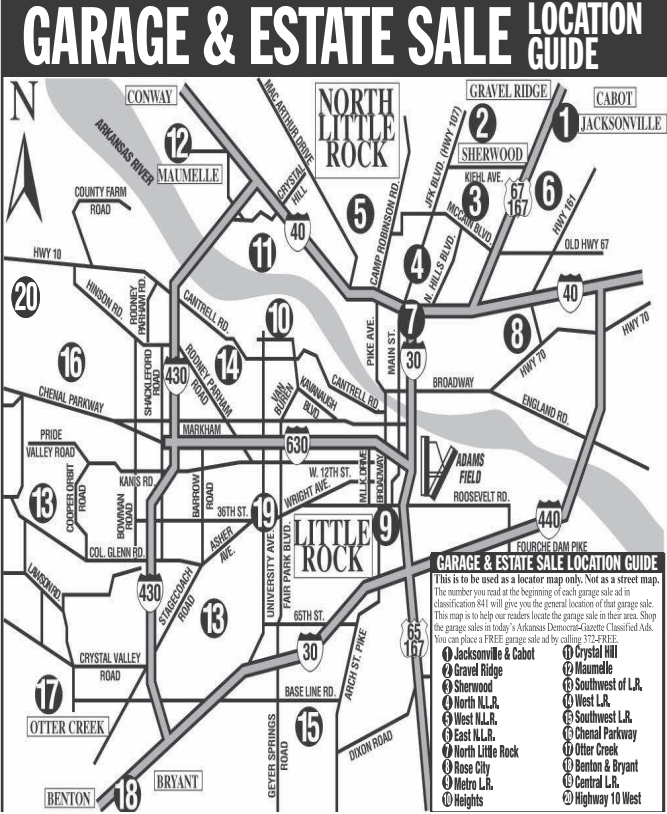 GARAGE & ESTATE SALE LOCATION GUIDE
N
CONWAY
MAC ARTHUR DRIVE
NORTH
LITTLE
ROCK
GRAVEL RIDGE
CABOT
JACKSONVILLE
1
2
SHERWOOD
JFK BLVD. (HWY 107)
KIEHL AVE.
ARKANSAS RIVER
12
MAUMELLE
CRYSTAL HILL
COUNTY FARM ROAD
5
CAMP ROBINSON RD.
3
MCCAIN BLVD.
67
167
6
HWY 161
40
11
4
N. HILLS BLVD.
OLD HWY 67
HWY 10
20
HINSON RD.
RODNEY PARHAM RD.
CANTRELL RD.
10
7
40
8
HWY 70
HWY 70
PIKE AVE.
MAIN ST.
30
16
SHACKLEFORD ROAD
430
RODNEY PARHAM ROAD
14
VAN BUREN
KAVANAUGH BLVD
CANTRELL RD.
BROADWAY
ENGLAND RD.
CHENAL PARKWAY
MARKHAM
630
PRIDE VALLEY ROAD
ADAMS FIELD
KANIS RD.
W. 12TH ST.
M.L.K DRIVE
BROADWAY
COOPER ORBIT ROAD
13
BOWMAN ROAD
BARROW ROAD
36TH ST.
19
WRIGHT AVE.
ROOSEVELT RD.
9
440
ASHER AVE.
LITTLE
ROCK
UNIVERSITY AVE.
FAIR PARK BLVD.
FOURCHE DAM PIKE
COL. GLENN RD.
LAWSON RD.
430
STAGECOACH ROAD
13
65TH ST.
65
167
30
ARCH ST. PIKE
CRYSTAL VALLEY ROAD
17
OTTER CREEK
BASE LINE RD.
15
GEYER SPRINGS ROAD
DIXON ROAD
BRYANT
BENTON
18
GARAGE & ESTATE SALE LOCATION GUIDE
This is to be used as a locator map only. Not as a street map.
The number you read at the beginning of each garage sale ad in
classification 841 will give you the general location of that garage sale.
This map is to help our readers locate the garage sale in their area. Shop
the garage sales in today's Arkansas Democrat-Gazette Classified Ads.
You can place a FREE garage sale ad by calling 372-FREE.
1 Jacksonville & Cabot
2 Gravel Ridge
3 Sherwood
4 North N.L.R.
5 West N.L.R.
6 East N.L.R.
7 North Little Rock
8 Rose City
9 Metro L.R.
10 Heights
11 Crystal Hill
12 Maumelle
13 Southwest of L.R.
14 West L.R.
15 Southwest L.R.
16 Chenal Parkway
17 Otter Creek
18 Benton & Bryant
19 Central L.R.
20 Highway 10 West